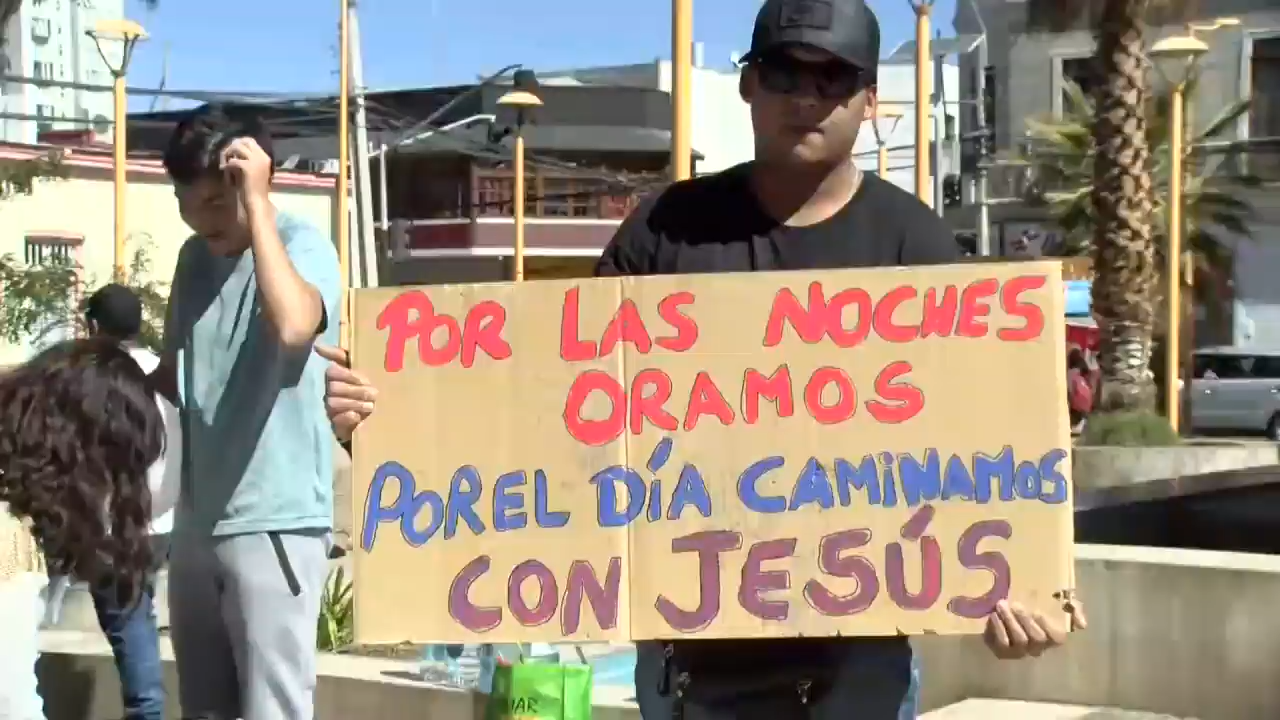 POR LAS NOCHES
ORAMOS
POR EL DÍA CAMINAMOS
CON JESÚS